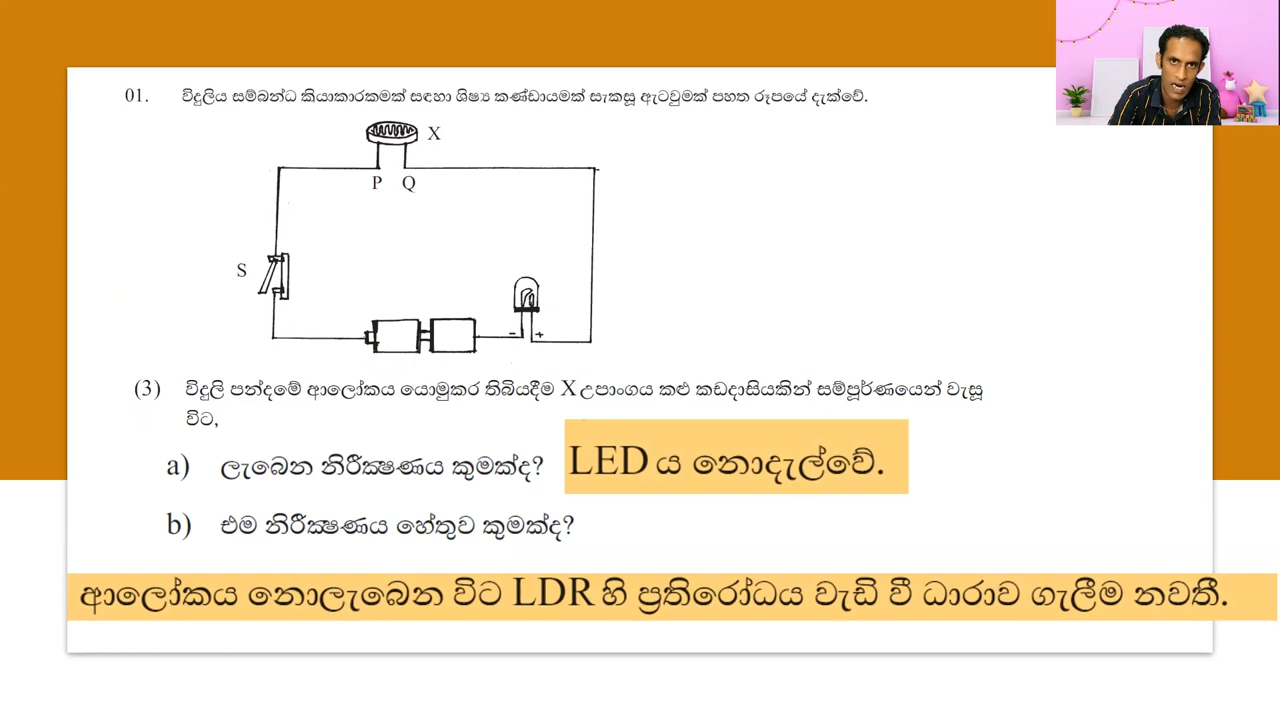 01. විදුලිය සම්බන්ධ ක්‍රියාකාරකමක් සඳහා ශිෂ්‍ය කණ්ඩායමක් සැකසූ ඇටවුමක් පහත රූපයේ දැක්වේ.
X
P Q
S
- +
(3) විදුලි පන්දමේ ආලෝකය යොමුකර තිබියදීම X උපාංගය කළු කඩදාසියකින් සම්පූර්ණයෙන් වැසූ
විට,
a) ලැබෙන නිරීක්‍ෂණය කුමක්ද? LED ය නොදැල්වේ.
b) එම නිරීක්‍ෂණය හේතුව කුමක්ද?
ආලෝකය නොලැබෙන විට LDR හි ප්‍රතිරෝධය වැඩි වී ධාරාව ගැලීම නවතී.